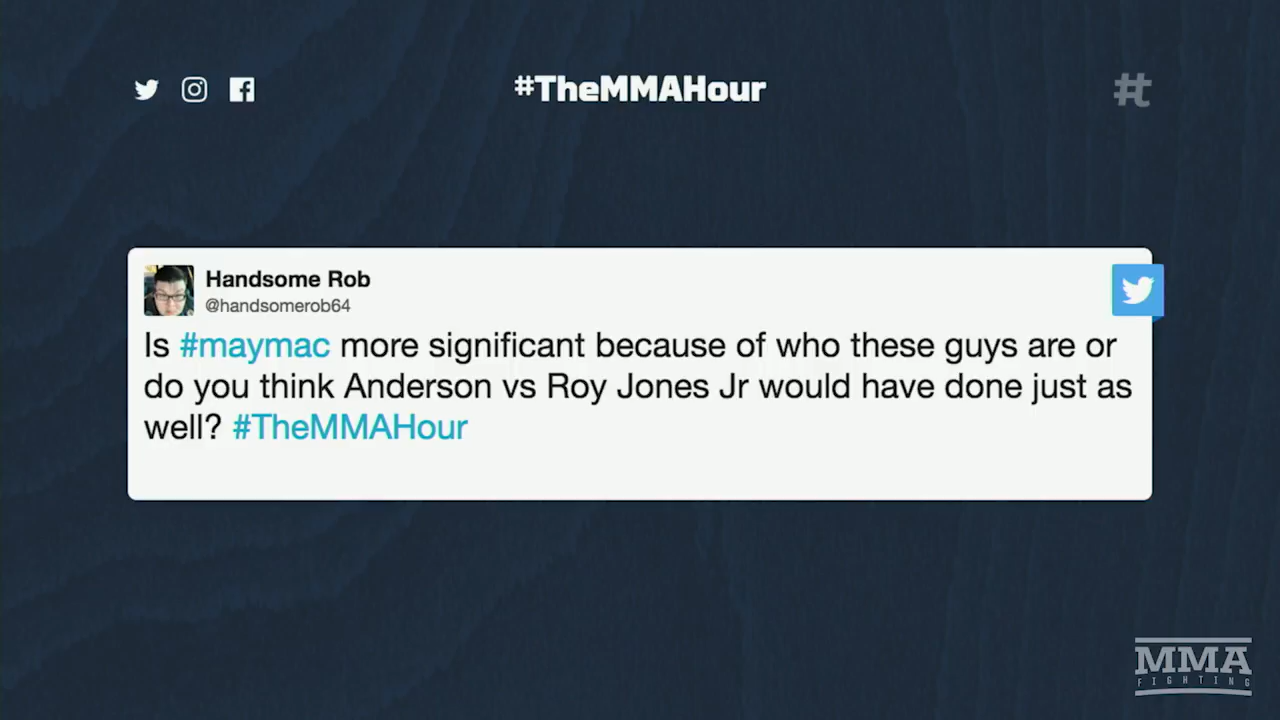 #TheMMAHour
Handsome Rob
@handsomerob64
Is #maymac more significant because of who these guys are or
do you think Anderson vs Roy Jones Jr would have done just as
well? #TheMMAHour
MMA
FIGHTING